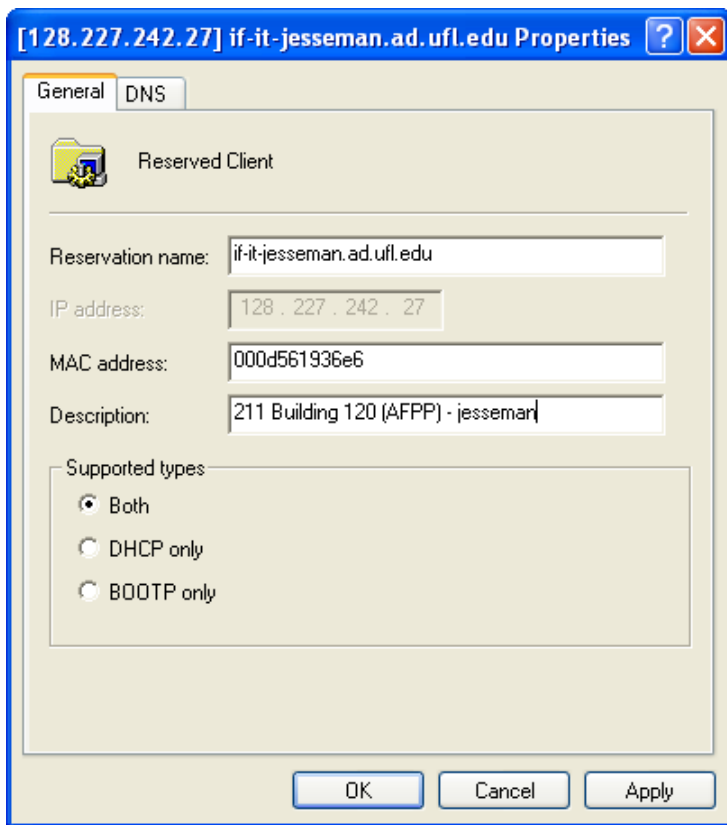 [128.227.242.27] if-it-jesseman.ad.ufl.edu Properties ?
General DNS
Reserved Client
Reservation name: if-it-jesseman.ad.ufl.edu
IP address: 128 . 227 . 242 . 27
MAC address: 000d561936e6
Description: 211 Building 120 (AFPP) - jesseman
Supported types
Both
DHCP only
BOOTP only
OK Cancel Apply